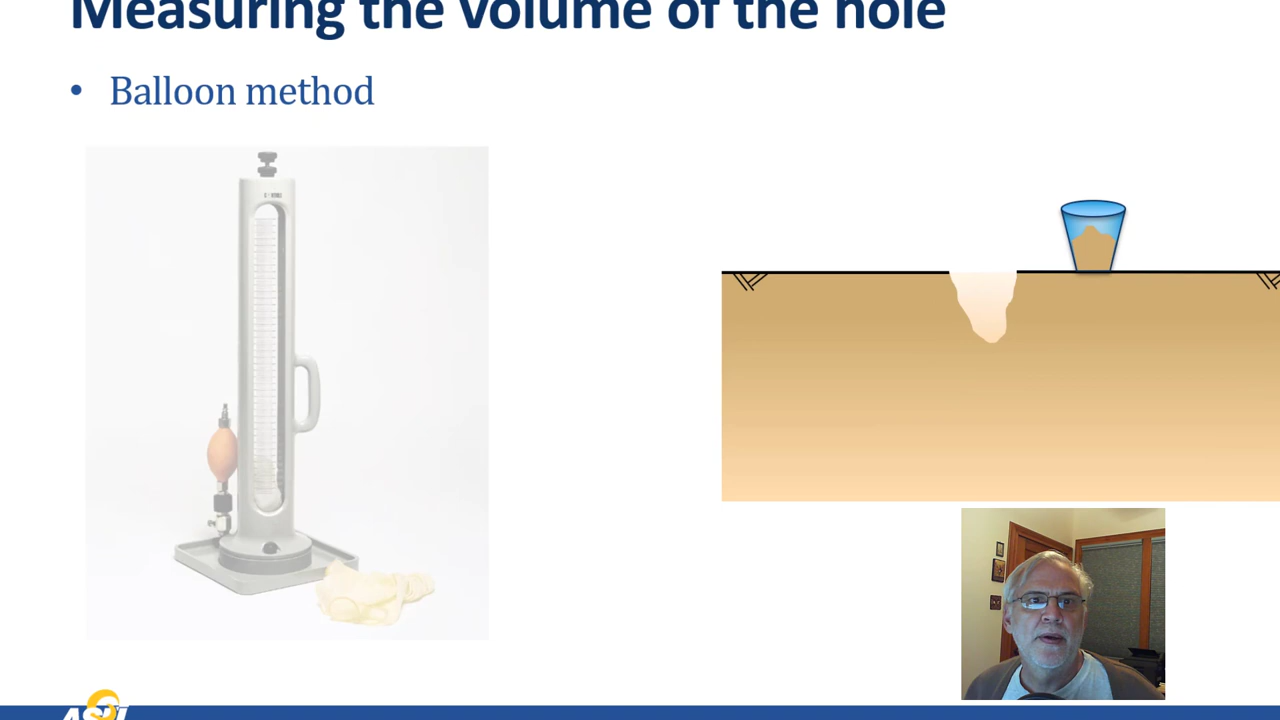 Measuring the volume of the hole
• Balloon method